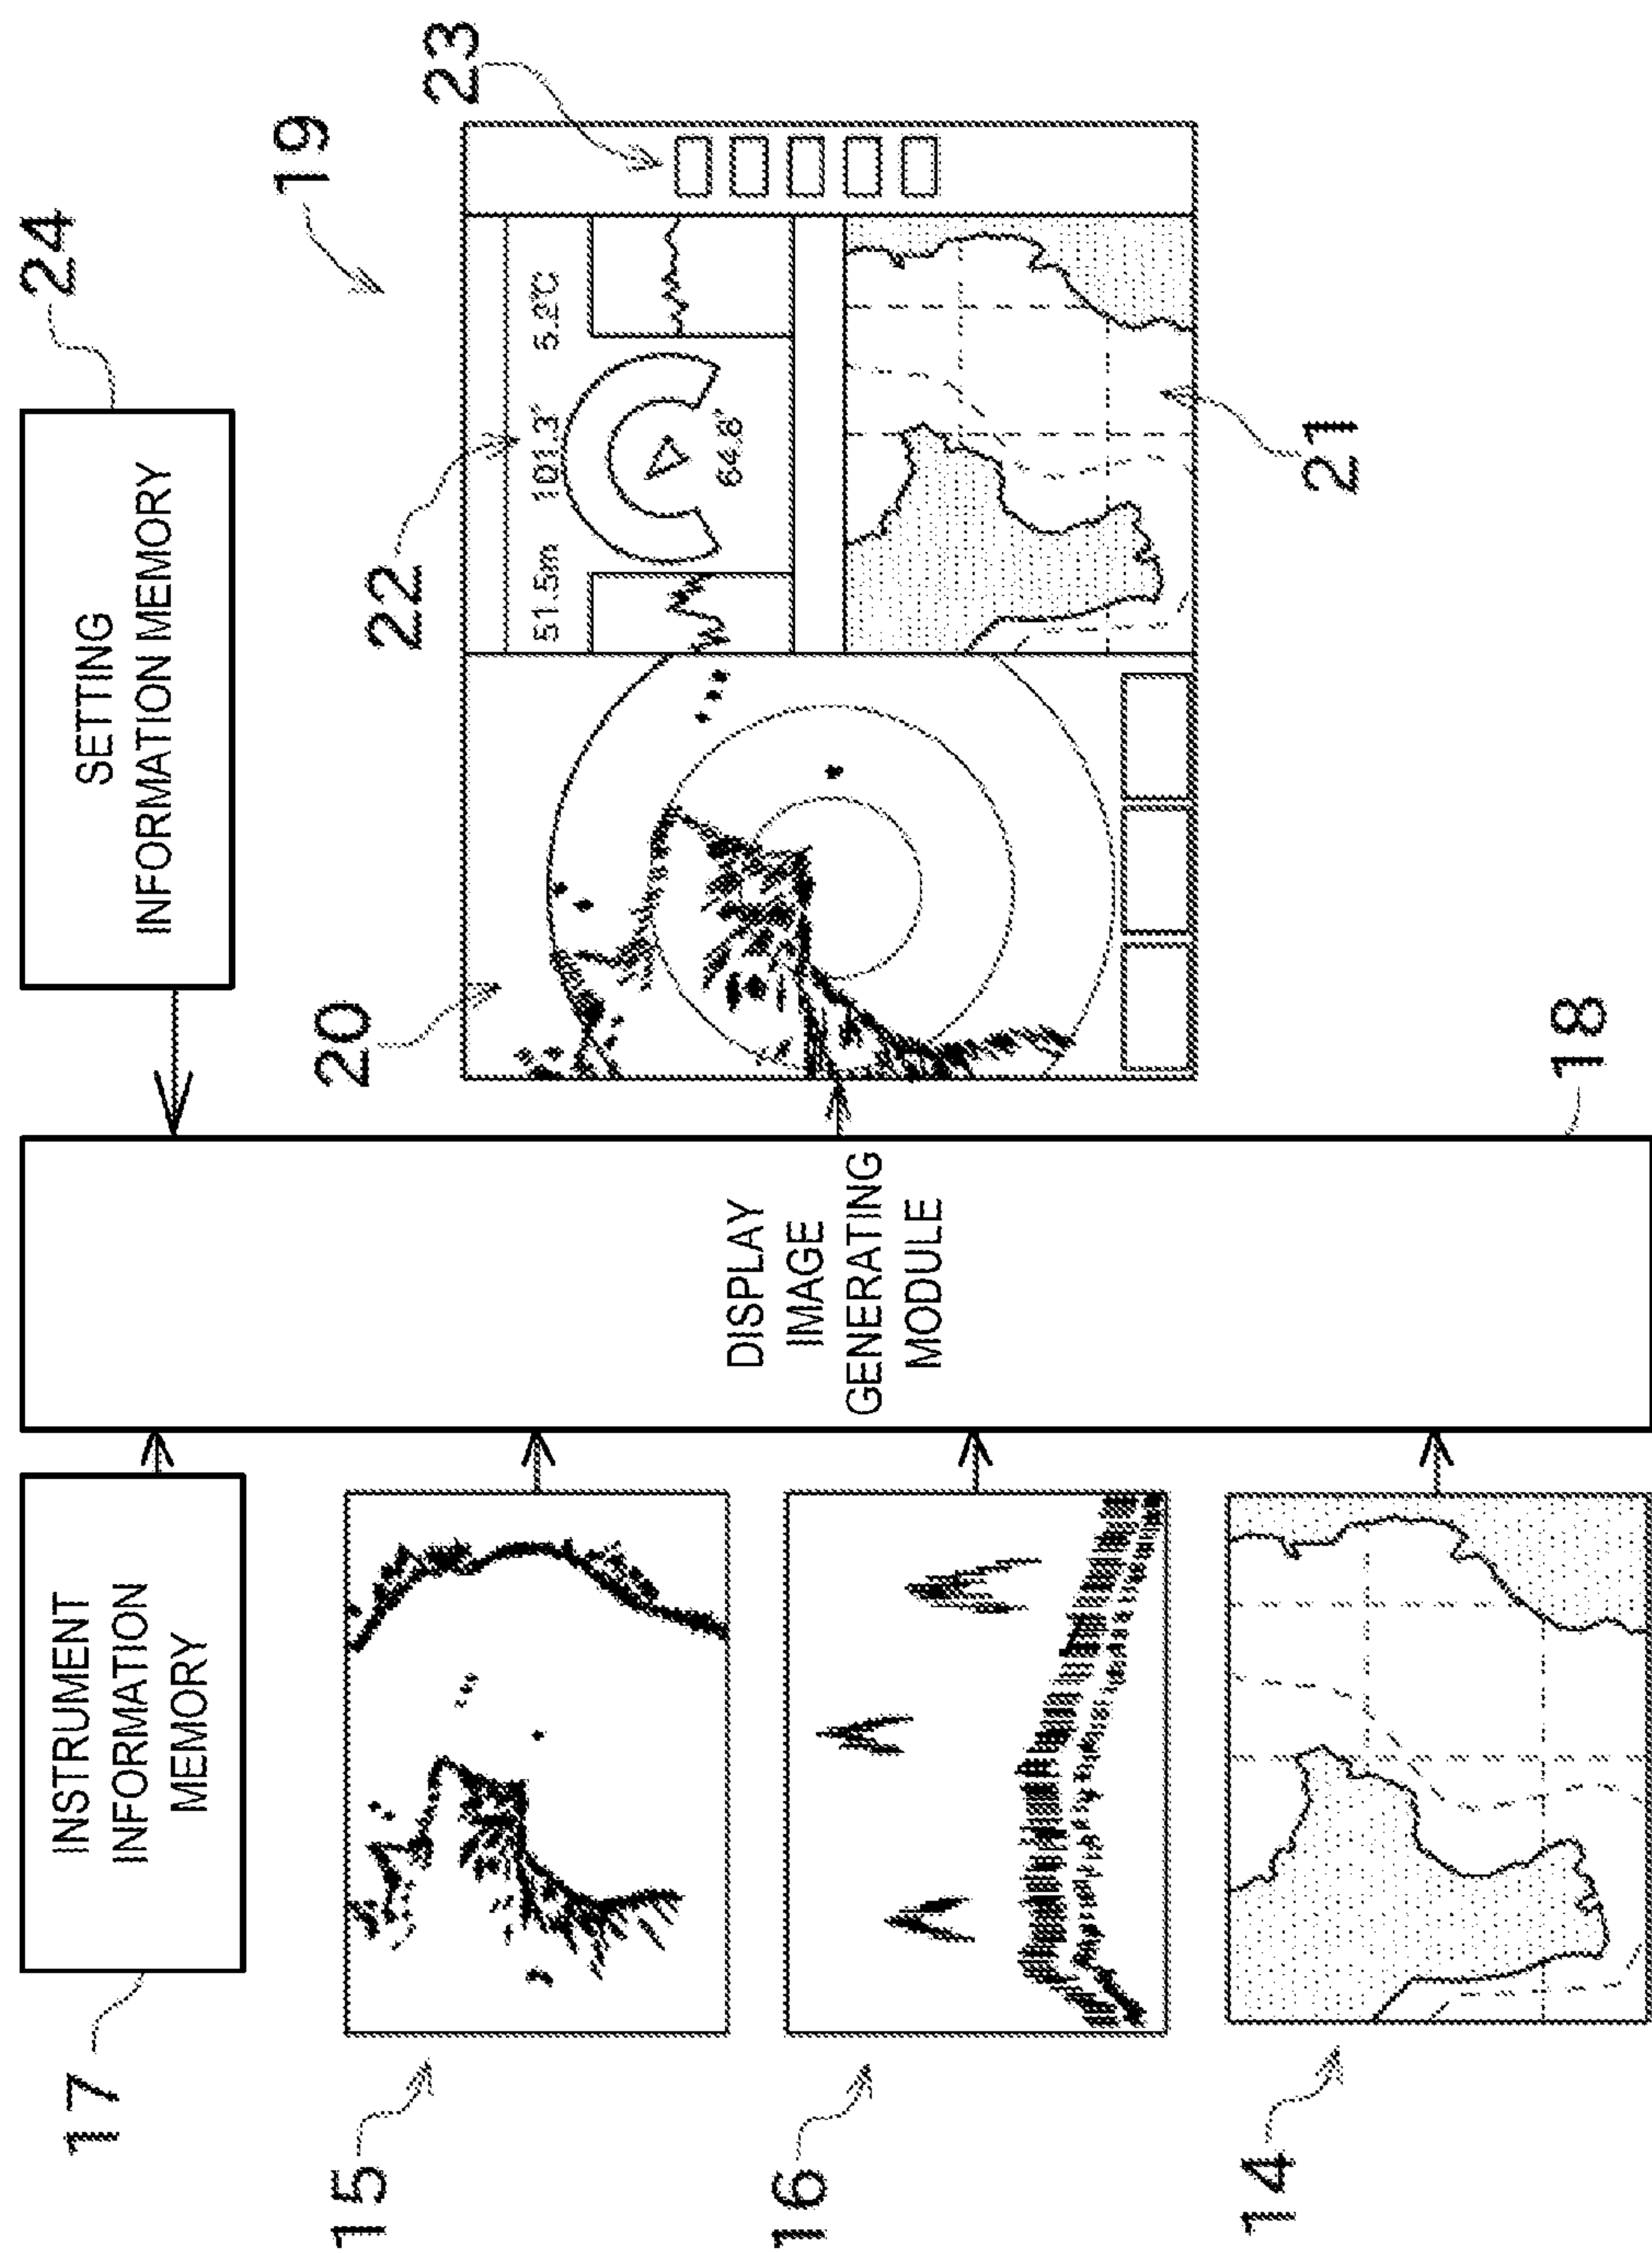 17
INSTRUMENT
INFORMATION
MEMORY
SETTING
INFORMATION MEMORY
24
15
16
14
DISPLAY
IMAGE
GENERATING
MODULE
18
19
20
22
23
51.5m 101.3° 5.2°C
64.8°
21